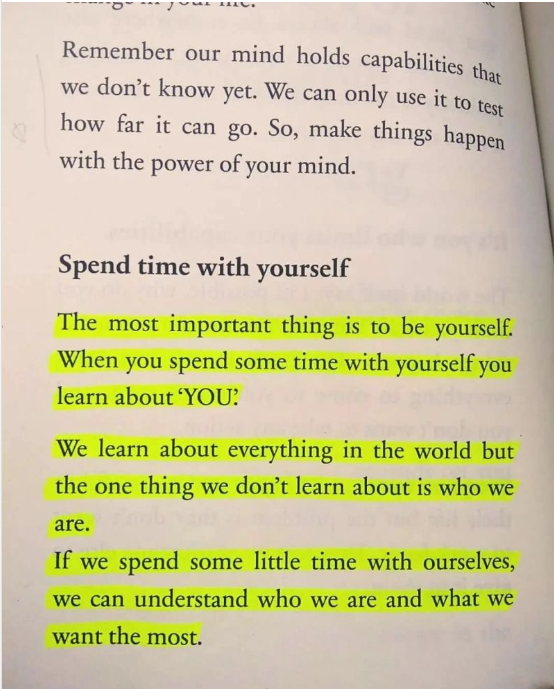 change in your life.
Remember our mind holds capabilities that
we don't know yet. We can only use it to test
how far it can go. So, make things happen
with the power of your mind.
Spend time with yourself
The most important thing is to be yourself.
When you spend some time with yourself you
learn about 'YOU'.
We learn about everything in the world but
the one thing we don't learn about is who we
are.
If we spend some little time with ourselves,
we can understand who we are and what we
want the most.